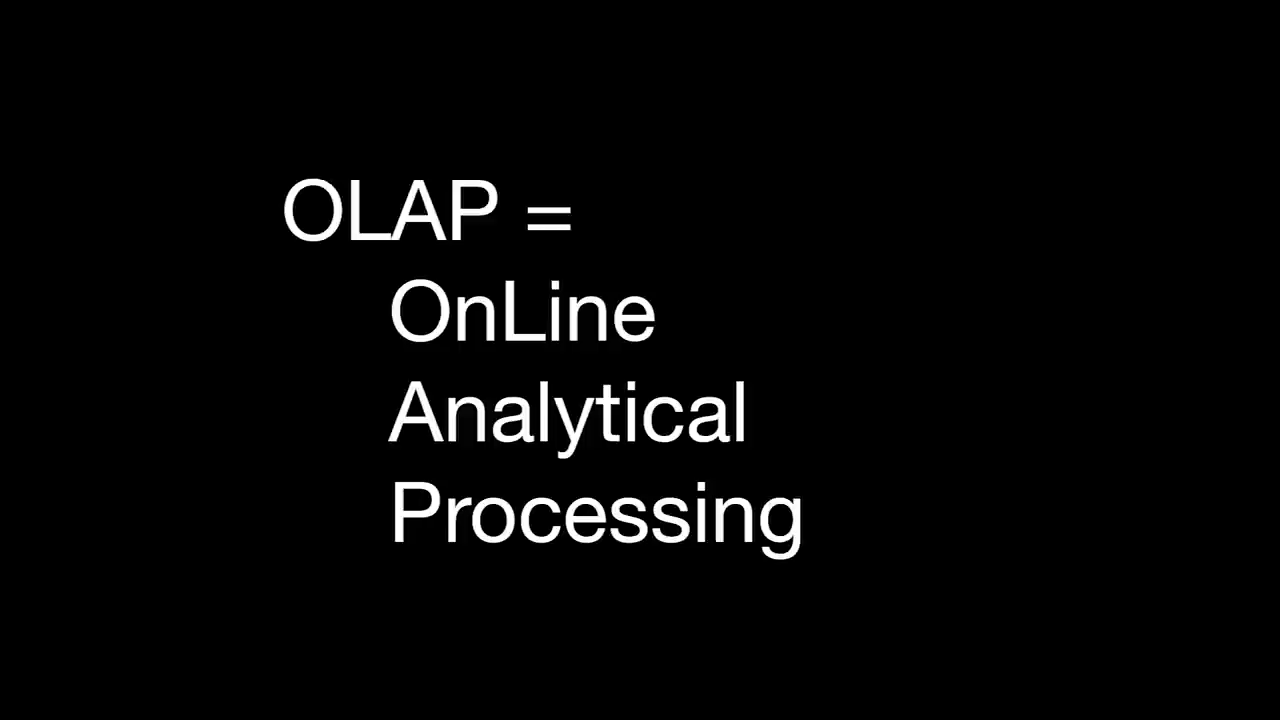 OLAP =
OnLine
Analytical
Processing